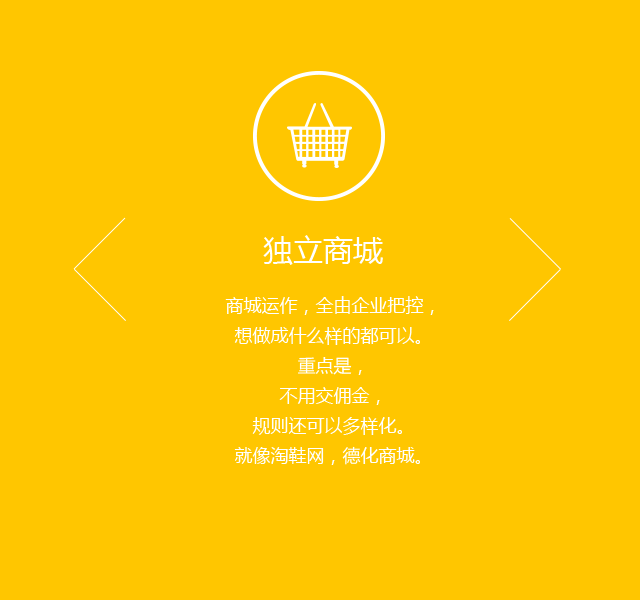 独立商城
商城运作，全由企业把控，
想做成什么样的都可以。
重点是，
不用交佣金，
规则还可以多样化。
就像淘鞋网，德化商城。